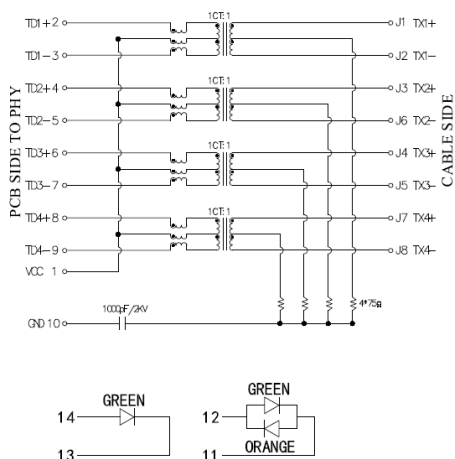 1CT:1
TD1+2
J1 TX1+
TD1-3
J2 TX1-
1CT:1
TD2+4
J3 TX2+
TD2-5
J6 TX2-
1CT:1
TD3+6
J4 TX3+
TD3-7
J5 TX3-
1CT:1
TD4+8
J7 TX4+
TD4-9
J8 TX4-
VCC 1
PCB SIDE TO PHY
CABLE SIDE
4*75Ω
1000pF/2KV
GND 10
GREEN
14
13
GREEN
12
ORANGE
11